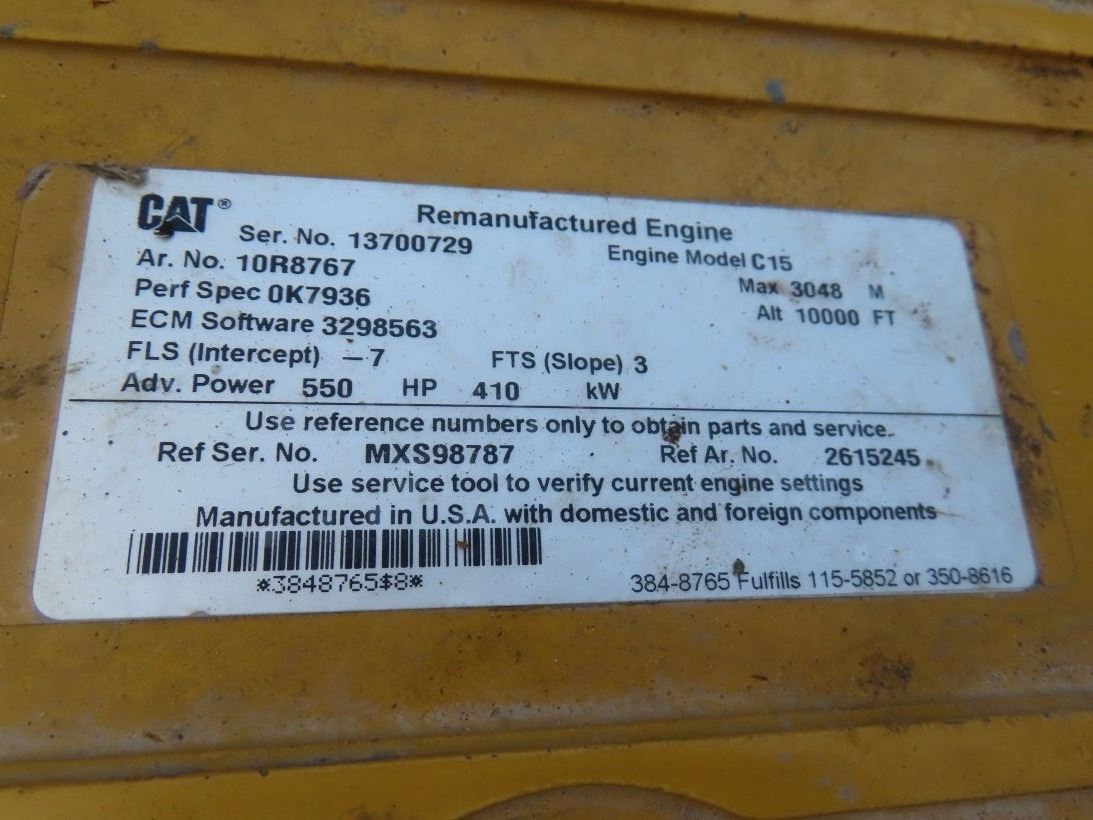 CAT® Remanufactured Engine
Ser. No. 13700729 Engine Model C15
Ar. No. 10R8767 Max 3048 M
Perf Spec 0K7936 Alt 10000 FT
ECM Software 3298563
FLS (Intercept) -7 FTS (Slope) 3
Adv. Power 550 HP 410 kW
Use reference numbers only to obtain parts and service.
Ref Ser. No. MXS98787 Ref Ar. No. 2615245
Use service tool to verify current engine settings
Manufactured in U.S.A. with domestic and foreign components
*3848765$8* 384-8765 Fulfills 115-5852 or 350-8616